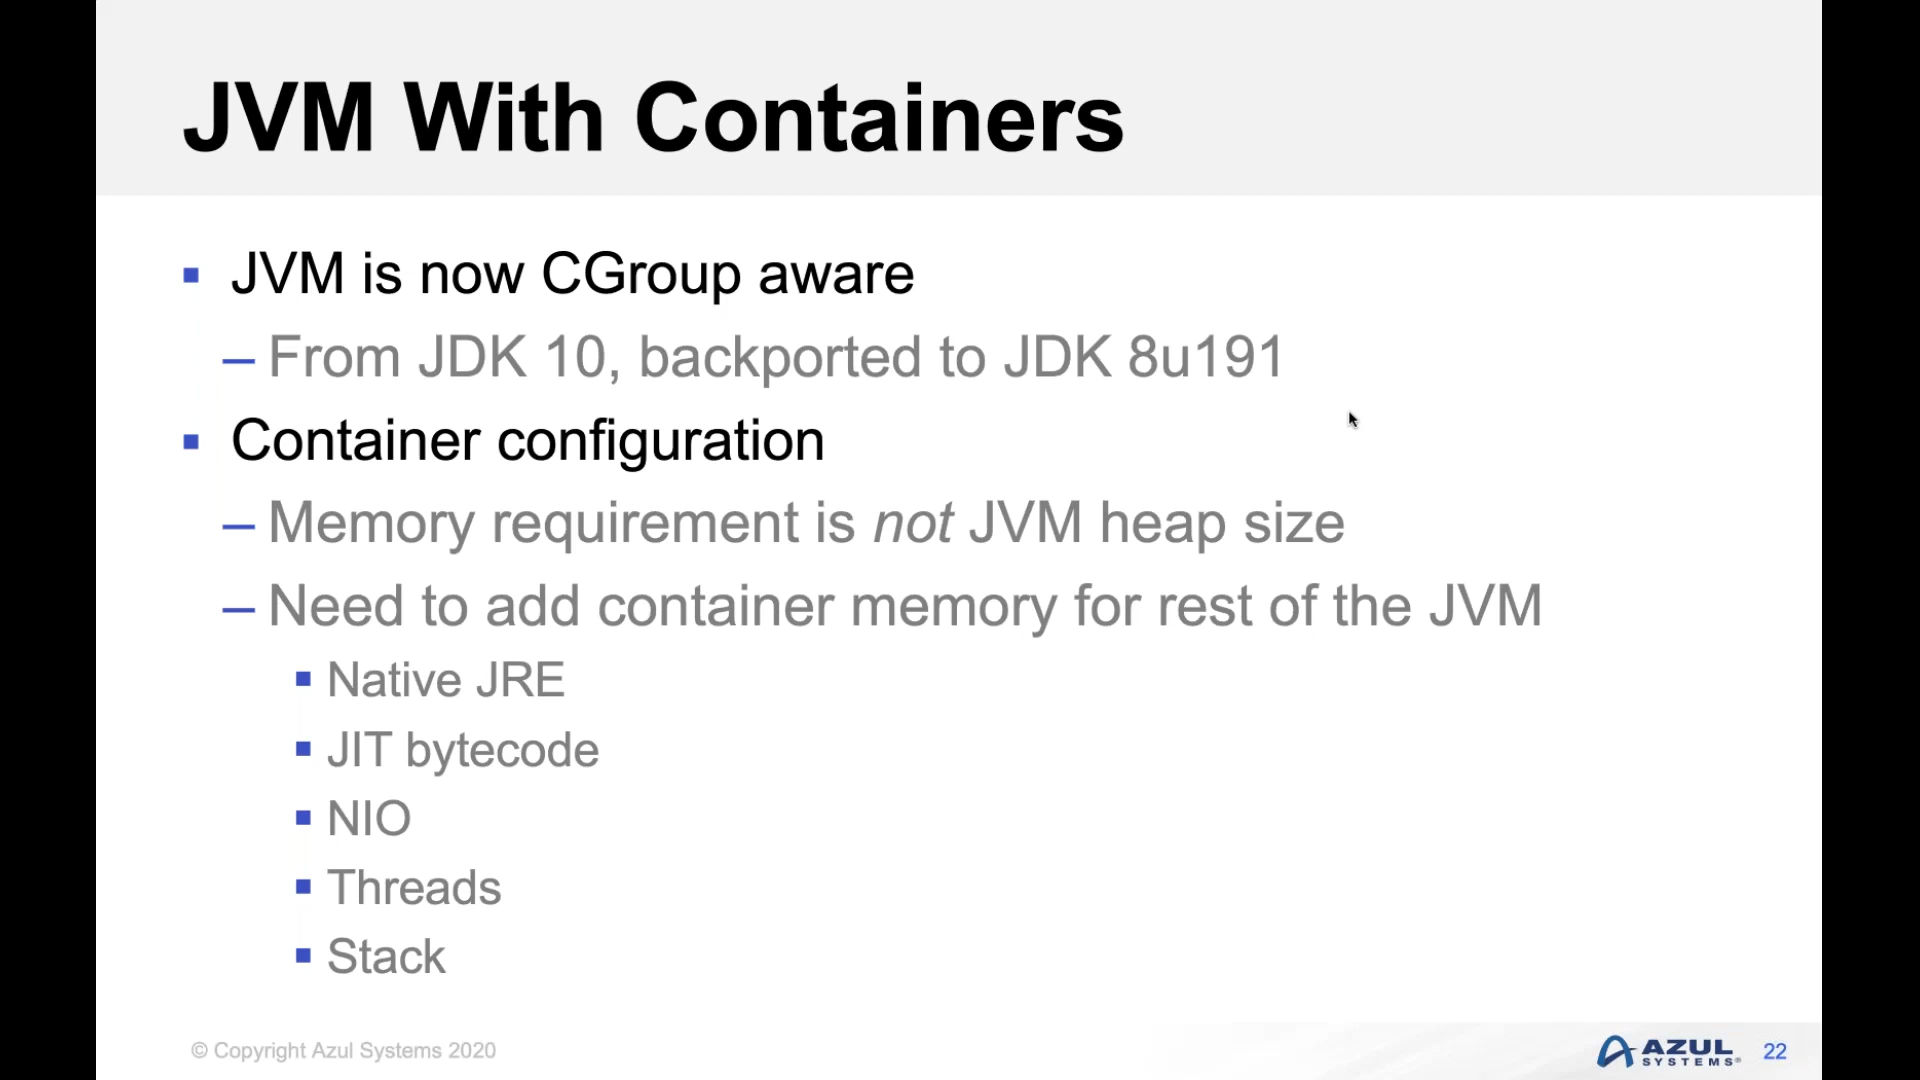 JVM With Containers
JVM is now CGroup aware
– From JDK 10, backported to JDK 8u191
Container configuration
– Memory requirement is not JVM heap size
– Need to add container memory for rest of the JVM
Native JRE
JIT bytecode
NIO
Threads
Stack
© Copyright Azul Systems 2020
AZUL
SYSTEMS®
22